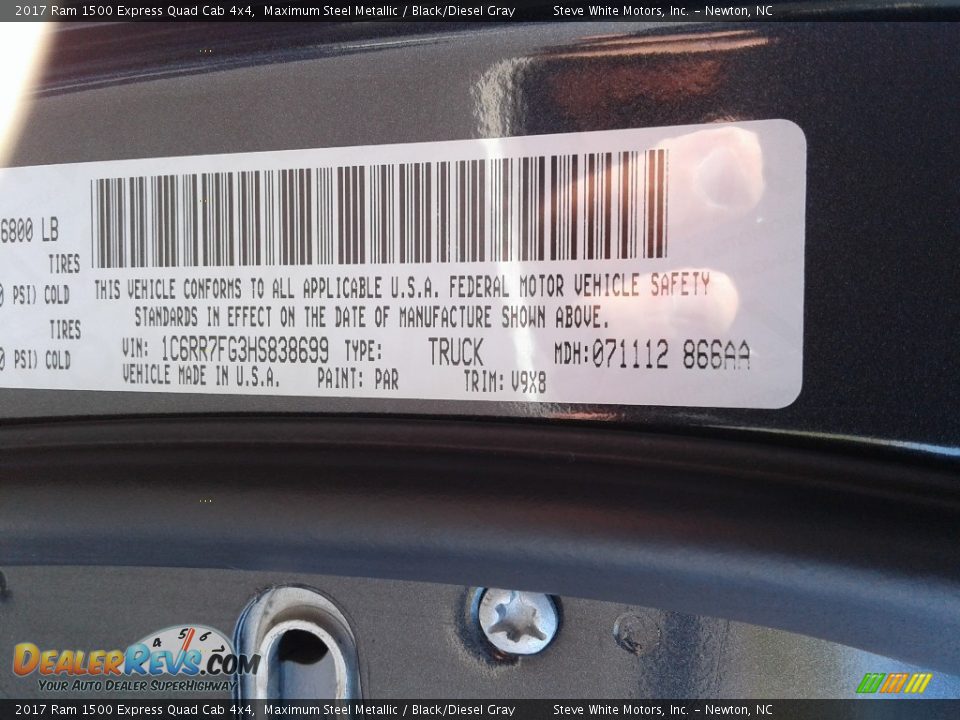 2017 Ram 1500 Express Quad Cab 4x4, Maximum Steel Metallic / Black/Diesel Gray Steve White Motors, Inc. – Newton, NC
6800 LB
TIRES
PSI) COLD
TIRES
PSI) COLD
THIS VEHICLE CONFORMS TO ALL APPLICABLE U.S.A. FEDERAL MOTOR VEHICLE SAFETY
STANDARDS IN EFFECT ON THE DATE OF MANUFACTURE SHOWN ABOVE.
VIN: 1C6RR7FG3HS838699 TYPE: TRUCK MDH:071112 866AA
VEHICLE MADE IN U.S.A. PAINT: PAR TRIM: V9X8
4 5 6
DEALERREVS.COM
YOUR AUTO DEALER SUPERHIGHWAY
2017 Ram 1500 Express Quad Cab 4x4, Maximum Steel Metallic / Black/Diesel Gray Steve White Motors, Inc. – Newton, NC